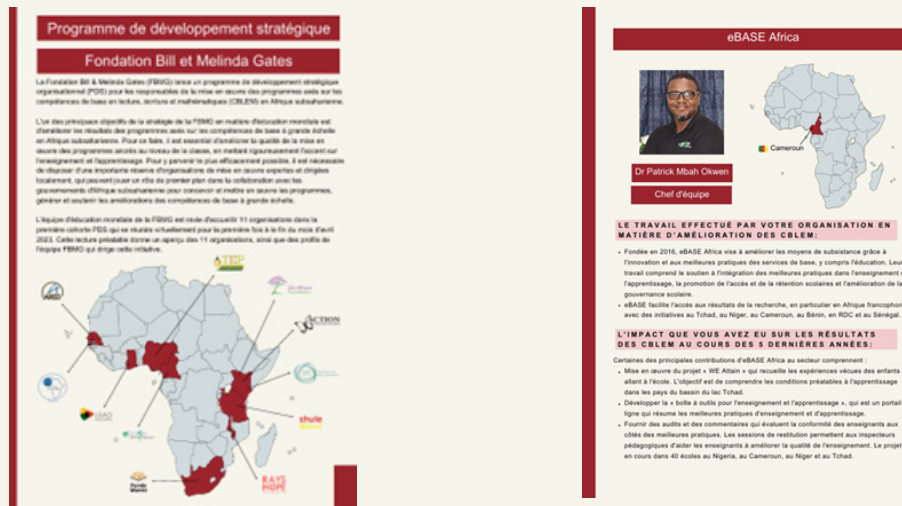 Programme de développement stratégique
Fondation Bill et Melinda Gates
La Fondation Bill & Melinda Gates (FBMG) lance un programme de développement stratégique
organisationnel (PDS) pour les responsables de la mise en œuvre des programmes axés sur les
compétences de base en lecture, écriture et mathématiques (CBLEM) en Afrique subsaharienne.
L'un des principaux objectifs de la stratégie de la FBMG en matière d'éducation mondiale est
d'améliorer les résultats des programmes axés sur les compétences de base à grande échelle
en Afrique subsaharienne. Pour ce faire, il est essentiel d'améliorer la qualité de la mise en
œuvre des programmes ancrés au niveau de la classe, en mettant rigoureusement l'accent sur
l'enseignement et l'apprentissage. Pour y parvenir le plus efficacement possible, il est nécessaire
de disposer d'une importante réserve d'organisations de mise en œuvre expertes et dirigées
localement, qui peuvent jouer un rôle de premier plan dans la collaboration avec les
gouvernements d'Afrique subsaharienne pour concevoir et mettre en œuvre les programmes,
générer et soutenir les améliorations des compétences de base à grande échelle.
L'équipe d'éducation mondiale de la FBMG est ravie d'accueillir 11 organisations dans la
première cohorte PDS qui se réunira virtuellement pour la première fois à la fin du mois d'avril
2023. Cette lecture préalable donne un aperçu des 11 organisations, ainsi que des profils de
l'équipe FBMG qui dirige cette initiative.
TEP
ARED
ACTION
shule
direct
Funda
Wande
RAYS
HOPE
eBASE Africa
Cameroun
Dr Patrick Mbah Okwen
Chef d'équipe
LE TRAVAIL EFFECTUÉ PAR VOTRE ORGANISATION EN
MATIÈRE D'AMÉLIORATION DES CBLEM:
Fondée en 2016, eBASE Africa vise à améliorer les moyens de subsistance grâce à
l'innovation et aux meilleures pratiques des services de base, y compris l'éducation. Leur
travail comprend le soutien à l'intégration des meilleures pratiques dans l'enseignement e
l'apprentissage, la promotion de l'accès et de la rétention scolaires et l'amélioration de la
gouvernance scolaire.
eBASE facilite l'accès aux résultats de la recherche, en particulier en Afrique francophon
avec des initiatives au Tchad, au Niger, au Cameroun, au Bénin, en RDC et au Sénégal.
L'IMPACT QUE VOUS AVEZ EU SUR LES RÉSULTATS
DES CBLEM AU COURS DES 5 DERNIÈRES ANNÉES:
Certaines des principales contributions d'eBASE Africa au secteur comprennent :
Mise en œuvre du projet « WE Attain » qui recueille les expériences vécues des enfants
allant à l'école. L'objectif est de comprendre les conditions préalables à l'apprentissage
dans les pays du bassin du lac Tchad.
Développer la « boîte à outils pour l'enseignement et l'apprentissage », qui est un portail
ligne qui résume les meilleures pratiques d'enseignement et d'apprentissage.
Fournir des audits et des commentaires qui évaluent la conformité des enseignants aux
côtés des meilleures pratiques. Les sessions de restitution permettent aux inspecteurs
pédagogiques d'aider les enseignants à améliorer la qualité de l'enseignement. Le projet
en cours dans 40 écoles au Nigeria, au Cameroun, au Niger et au Tchad.